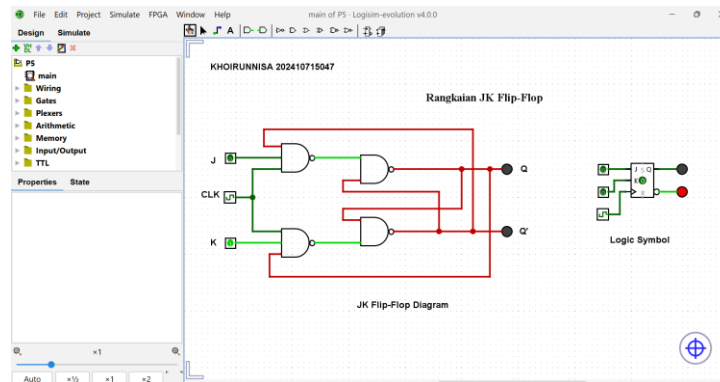 File Edit Project Simulate FPGA Window Help
main of P5 · Logisim-evolution v4.0.0
Design Simulate
P5
main
Wiring
Gates
Plexers
Arithmetic
Memory
Input/Output
TTL
Properties State
×1
Auto ×½ ×1 ×2
A
KHOIRUNNISA 202410715047
Rangkaian JK Flip-Flop
J
CLK
K
Q
Q'
JK Flip-Flop Diagram
J S Q
K
R
Logic Symbol